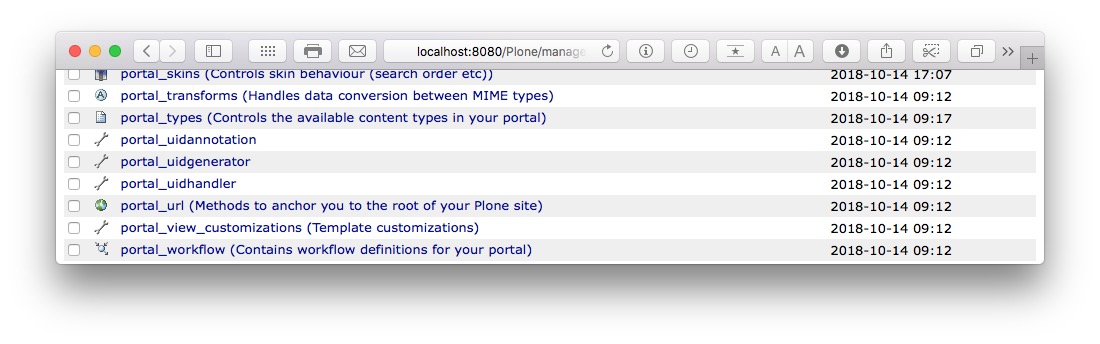 localhost:8080/Plone/manage
A A
portal_skins (Controls skin behaviour (search order etc)) 2018-10-14 17:07
portal_transforms (Handles data conversion between MIME types) 2018-10-14 09:12
portal_types (Controls the available content types in your portal) 2018-10-14 09:17
portal_uidannotation 2018-10-14 09:12
portal_uidgenerator 2018-10-14 09:12
portal_uidhandler 2018-10-14 09:12
portal_url (Methods to anchor you to the root of your Plone site) 2018-10-14 09:12
portal_view_customizations (Template customizations) 2018-10-14 09:12
portal_workflow (Contains workflow definitions for your portal) 2018-10-14 09:12